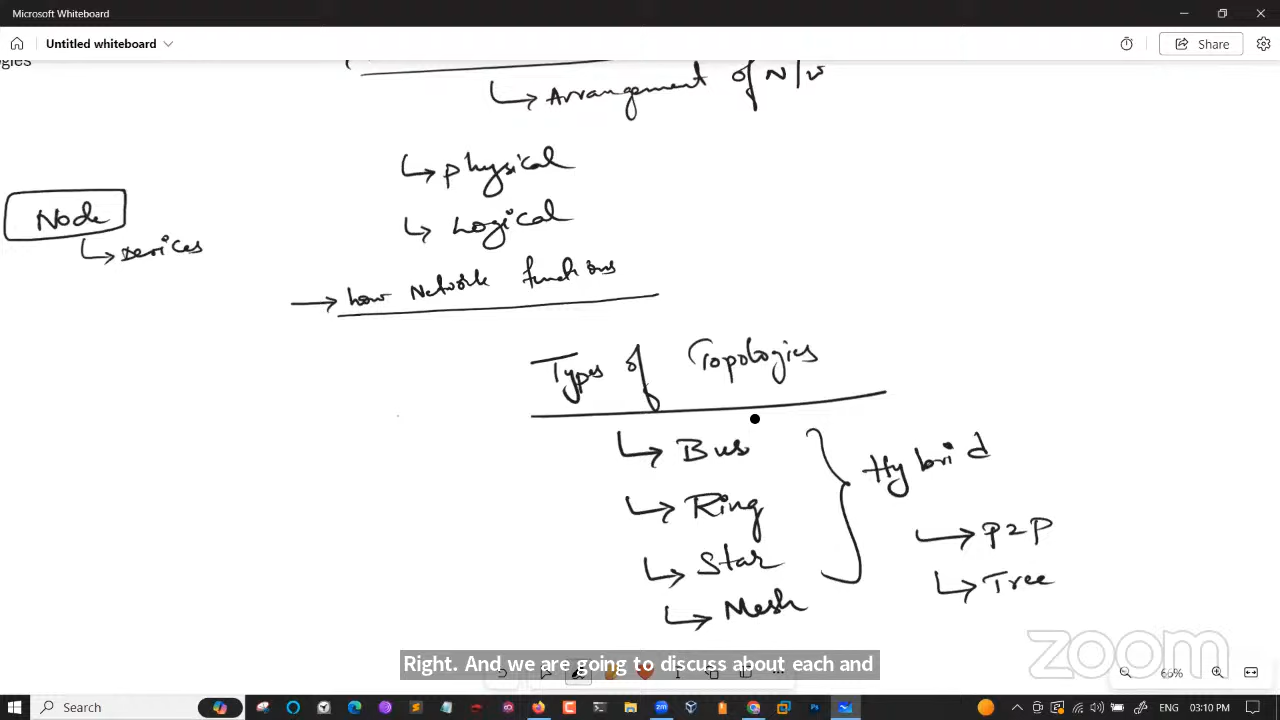 Microsoft Whiteboard
Untitled whiteboard
Share
gies
Arrangement of N/W
physical
Logical
Node
Devices
how Network functions
Types of Topologies
Bus
Ring
Star
Mesh
Hybrid
P2P
Tree
zoom
Right. And we are going to discuss about each and
66%
Search
ENG 03:10 PM